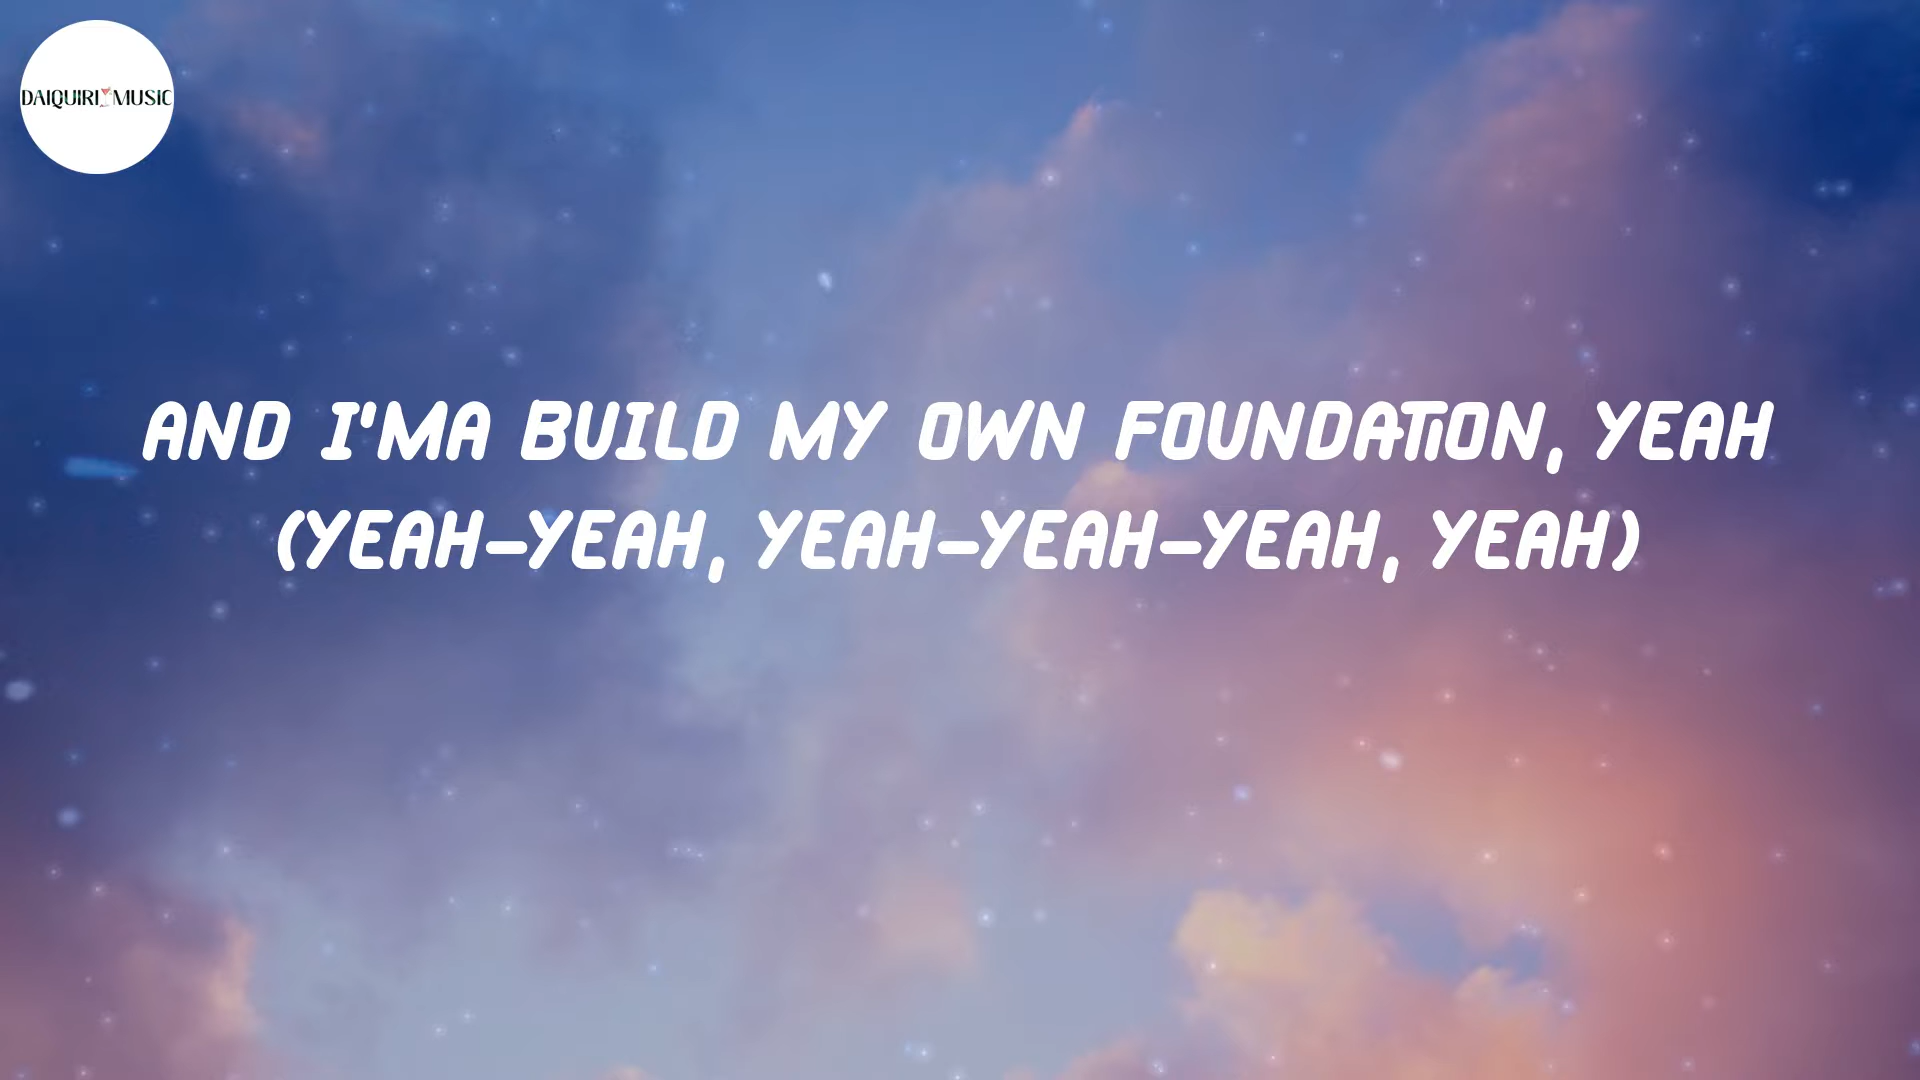 DAIQUIRI MUSIC
AND I'MA BUILD MY OWN FOUNDATION, YEAH
(YEAH-YEAH, YEAH-YEAH-YEAH, YEAH)